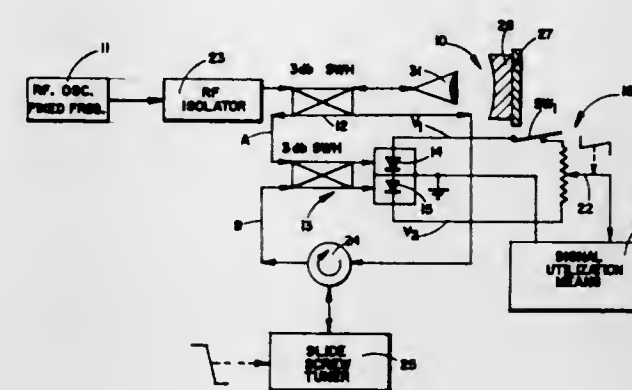 11
23
RF. OSC.
FIXED FREQ.
RF
ISOLATOR
3db SWH
31
10
28
27
12
A
V1
SW1
3db SWH
14
15
13
22
V2
24
SIGNAL
UTILIZATION
MEANS
SLIDE
SCREW
TUNER
25